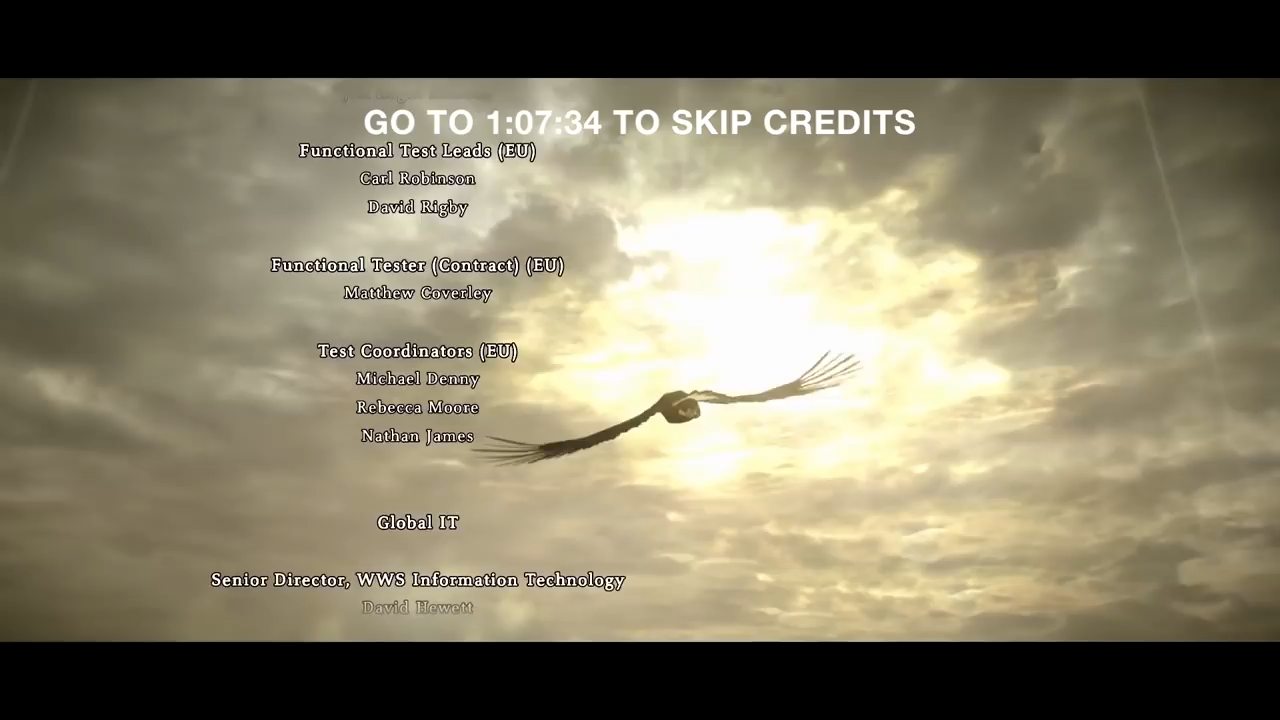 GO TO 1:07:34 TO SKIP CREDITS
Functional Test Leads (EU)
Carl Robinson
David Rigby
Functional Tester (Contract) (EU)
Matthew Coverley
Test Coordinators (EU)
Michael Denny
Rebecca Moore
Nathan James
Global IT
Senior Director, WWS Information Technology
David Hewett